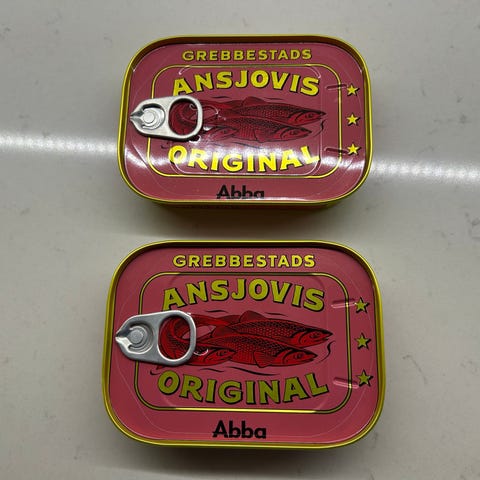 GREBBESTADS
ANSJOVIS
ORIGINAL
Abba
GREBBESTADS
ANSJOVIS
ORIGINAL
Abba